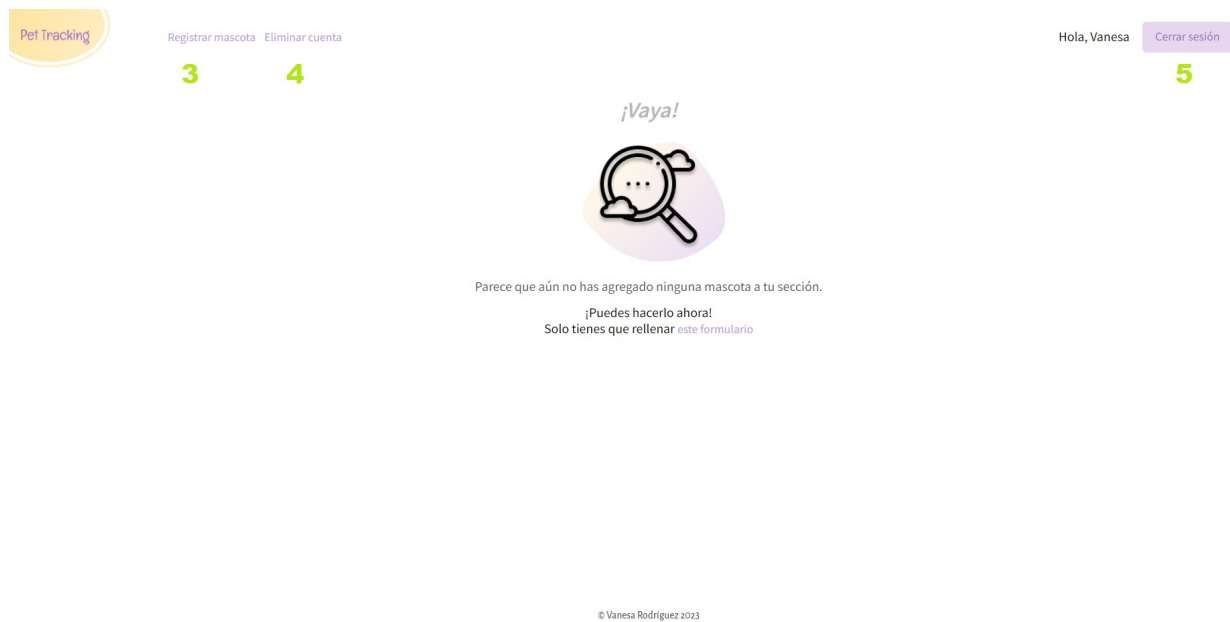 Pet Tracking
Registrar mascota Eliminar cuenta
Hola, Vanesa
Cerrar sesión
3
4
5
¡Vaya!
Parece que aún no has agregado ninguna mascota a tu sección.
¡Puedes hacerlo ahora!
Solo tienes que rellenar este formulario
© Vanesa Rodríguez 2023